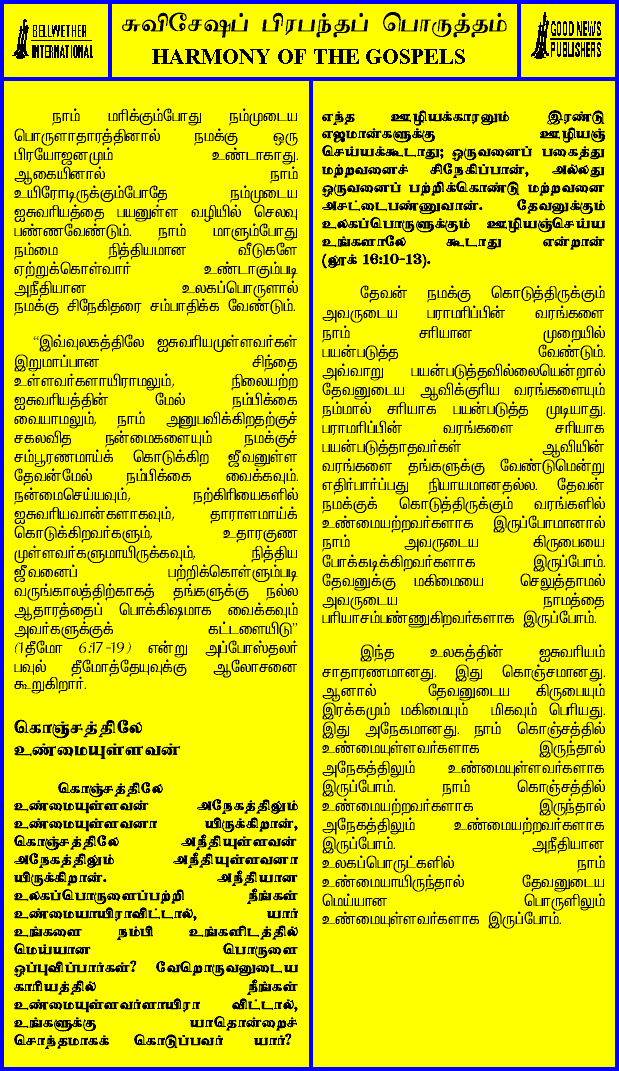 BELLWETHER
INTERNATIONAL
சுவிசேஷப் பிரபந்தப் பொருத்தம்
HARMONY OF THE GOSPELS
GOOD NEWS
PUBLISHERS
நாம் மரிக்கும்போது நம்முடைய
பொருளாதாரத்தினால் நமக்கு ஒரு
பிரயோஜனமும் உண்டாகாது.
ஆகையினால் நாம்
உயிரோடிருக்கும்போதே நம்முடைய
ஐசுவரியத்தை பயனுள்ள வழியில் செலவு
பண்ணவேண்டும். நாம் மாளும்போது
நம்மை நித்தியமான வீடுகளே
ஏற்றுக்கொள்வார் உண்டாகும்படி
அநீதியான உலகப்பொருளால்
நமக்கு சிநேகிதரை சம்பாதிக்க வேண்டும்.
“இவ்வுலகத்திலே ஐசுவரியமுள்ளவர்கள்
இறுமாப்பான சிந்தை
உள்ளவர்களாயிராமலும், நிலையற்ற
ஐசுவரியத்தின் மேல் நம்பிக்கை
வையாமலும், நாம் அனுபவிக்கிறதற்குச்
சகலவித நன்மைகளையும் நமக்குச்
சம்பூரணமாய்க் கொடுக்கிற ஜீவனுள்ள
தேவன்மேல் நம்பிக்கை வைக்கவும்.
நன்மைசெய்யவும், நற்கிரியைகளில்
ஐசுவரியவான்களாகவும், தாராளமாய்க்
கொடுக்கிறவர்களும், உதாரகுண
முள்ளவர்களுமாயிருக்கவும், நித்திய
ஜீவனைப் பற்றிக்கொள்ளும்படி
வருங்காலத்திற்காகத் தங்களுக்கு நல்ல
ஆதாரத்தைப் பொக்கிஷமாக வைக்கவும்
அவர்களுக்குக் கட்டளையிடு”
(1தீமோ 6:17-19) என்று அப்போஸ்தலர்
பவுல் தீமோத்தேயுவுக்கு ஆலோசனை
கூறுகிறார்.
கொஞ்சத்திலே
உண்மையுள்ளவன்
கொஞ்சத்திலே
உண்மையுள்ளவன் அநேகத்திலும்
உண்மையுள்ளவனா யிருக்கிறான்,
கொஞ்சத்திலே அநீதியுள்ளவன்
அநேகத்திலும் அநீதியுள்ளவனா
யிருக்கிறான். அநீதியான
உலகப்பொருளைப்பற்றி நீங்கள்
உண்மையாயிராவிட்டால், யார்
உங்களை நம்பி உங்களிடத்தில்
மெய்யான பொருளை
ஒப்புவிப்பார்கள்? வேறொருவனுடைய
காரியத்தில் நீங்கள்
உண்மையுள்ளவர்ளாயிரா விட்டால்,
உங்களுக்கு யாதொன்றைச்
சொந்தமாகக் கொடுப்பவர் யார்?
எந்த ஊழியக்காரனும் இரண்டு
எஜமான்களுக்கு ஊழியஞ்
செய்யக்கூடாது; ஒருவனைப் பகைத்து
மற்றவனைச் சிநேகிப்பான், அல்லது
ஒருவனைப் பற்றிக்கொண்டு மற்றவனை
அசட்டைபண்ணுவான். தேவனுக்கும்
உலகப்பொருளுக்கும் ஊழியஞ்செய்ய
உங்களாலே கூடாது என்றான்
(லூக் 16:10-13).
தேவன் நமக்கு கொடுத்திருக்கும்
அவருடைய பராமரிப்பின் வரங்களை
நாம் சரியான முறையில்
பயன்படுத்த வேண்டும்.
அவ்வாறு பயன்படுத்தவில்லையென்றால்
தேவனுடைய ஆவிக்குரிய வரங்களையும்
நம்மால் சரியாக பயன்படுத்த முடியாது.
பராமரிப்பின் வரங்களை சரியாக
பயன்படுத்தாதவர்கள் ஆவியின்
வரங்களை தங்களுக்கு வேண்டுமென்று
எதிர்பார்ப்பது நியாயமானதல்ல. தேவன்
நமக்குக் கொடுத்திருக்கும் வரங்களில்
உண்மையற்றவர்களாக இருப்போமானால்
நாம் அவருடைய கிருபையை
போக்கடிக்கிறவர்களாக இருப்போம்.
தேவனுக்கு மகிமையை செலுத்தாமல்
அவருடைய நாமத்தை
பரியாசம்பண்ணுகிறவர்களாக இருப்போம்.
இந்த உலகத்தின் ஐசுவரியம்
சாதாரணமானது. இது கொஞ்சமானது.
ஆனால் தேவனுடைய கிருபையும்
இரக்கமும் மகிமையும் மிகவும் பெரியது.
இது அநேகமானது. நாம் கொஞ்சத்தில்
உண்மையுள்ளவர்களாக இருந்தால்
அநேகத்திலும் உண்மையுள்ளவர்களாக
இருப்போம். நாம் கொஞ்சத்தில்
உண்மையற்றவர்களாக இருந்தால்
அநேகத்திலும் உண்மையற்றவர்களாக
இருப்போம். அநீதியான
உலகப்பொருட்களில் நாம்
உண்மையாயிருந்தால் தேவனுடைய
மெய்யான பொருளிலும்
உண்மையுள்ளவர்களாக இருப்போம்.